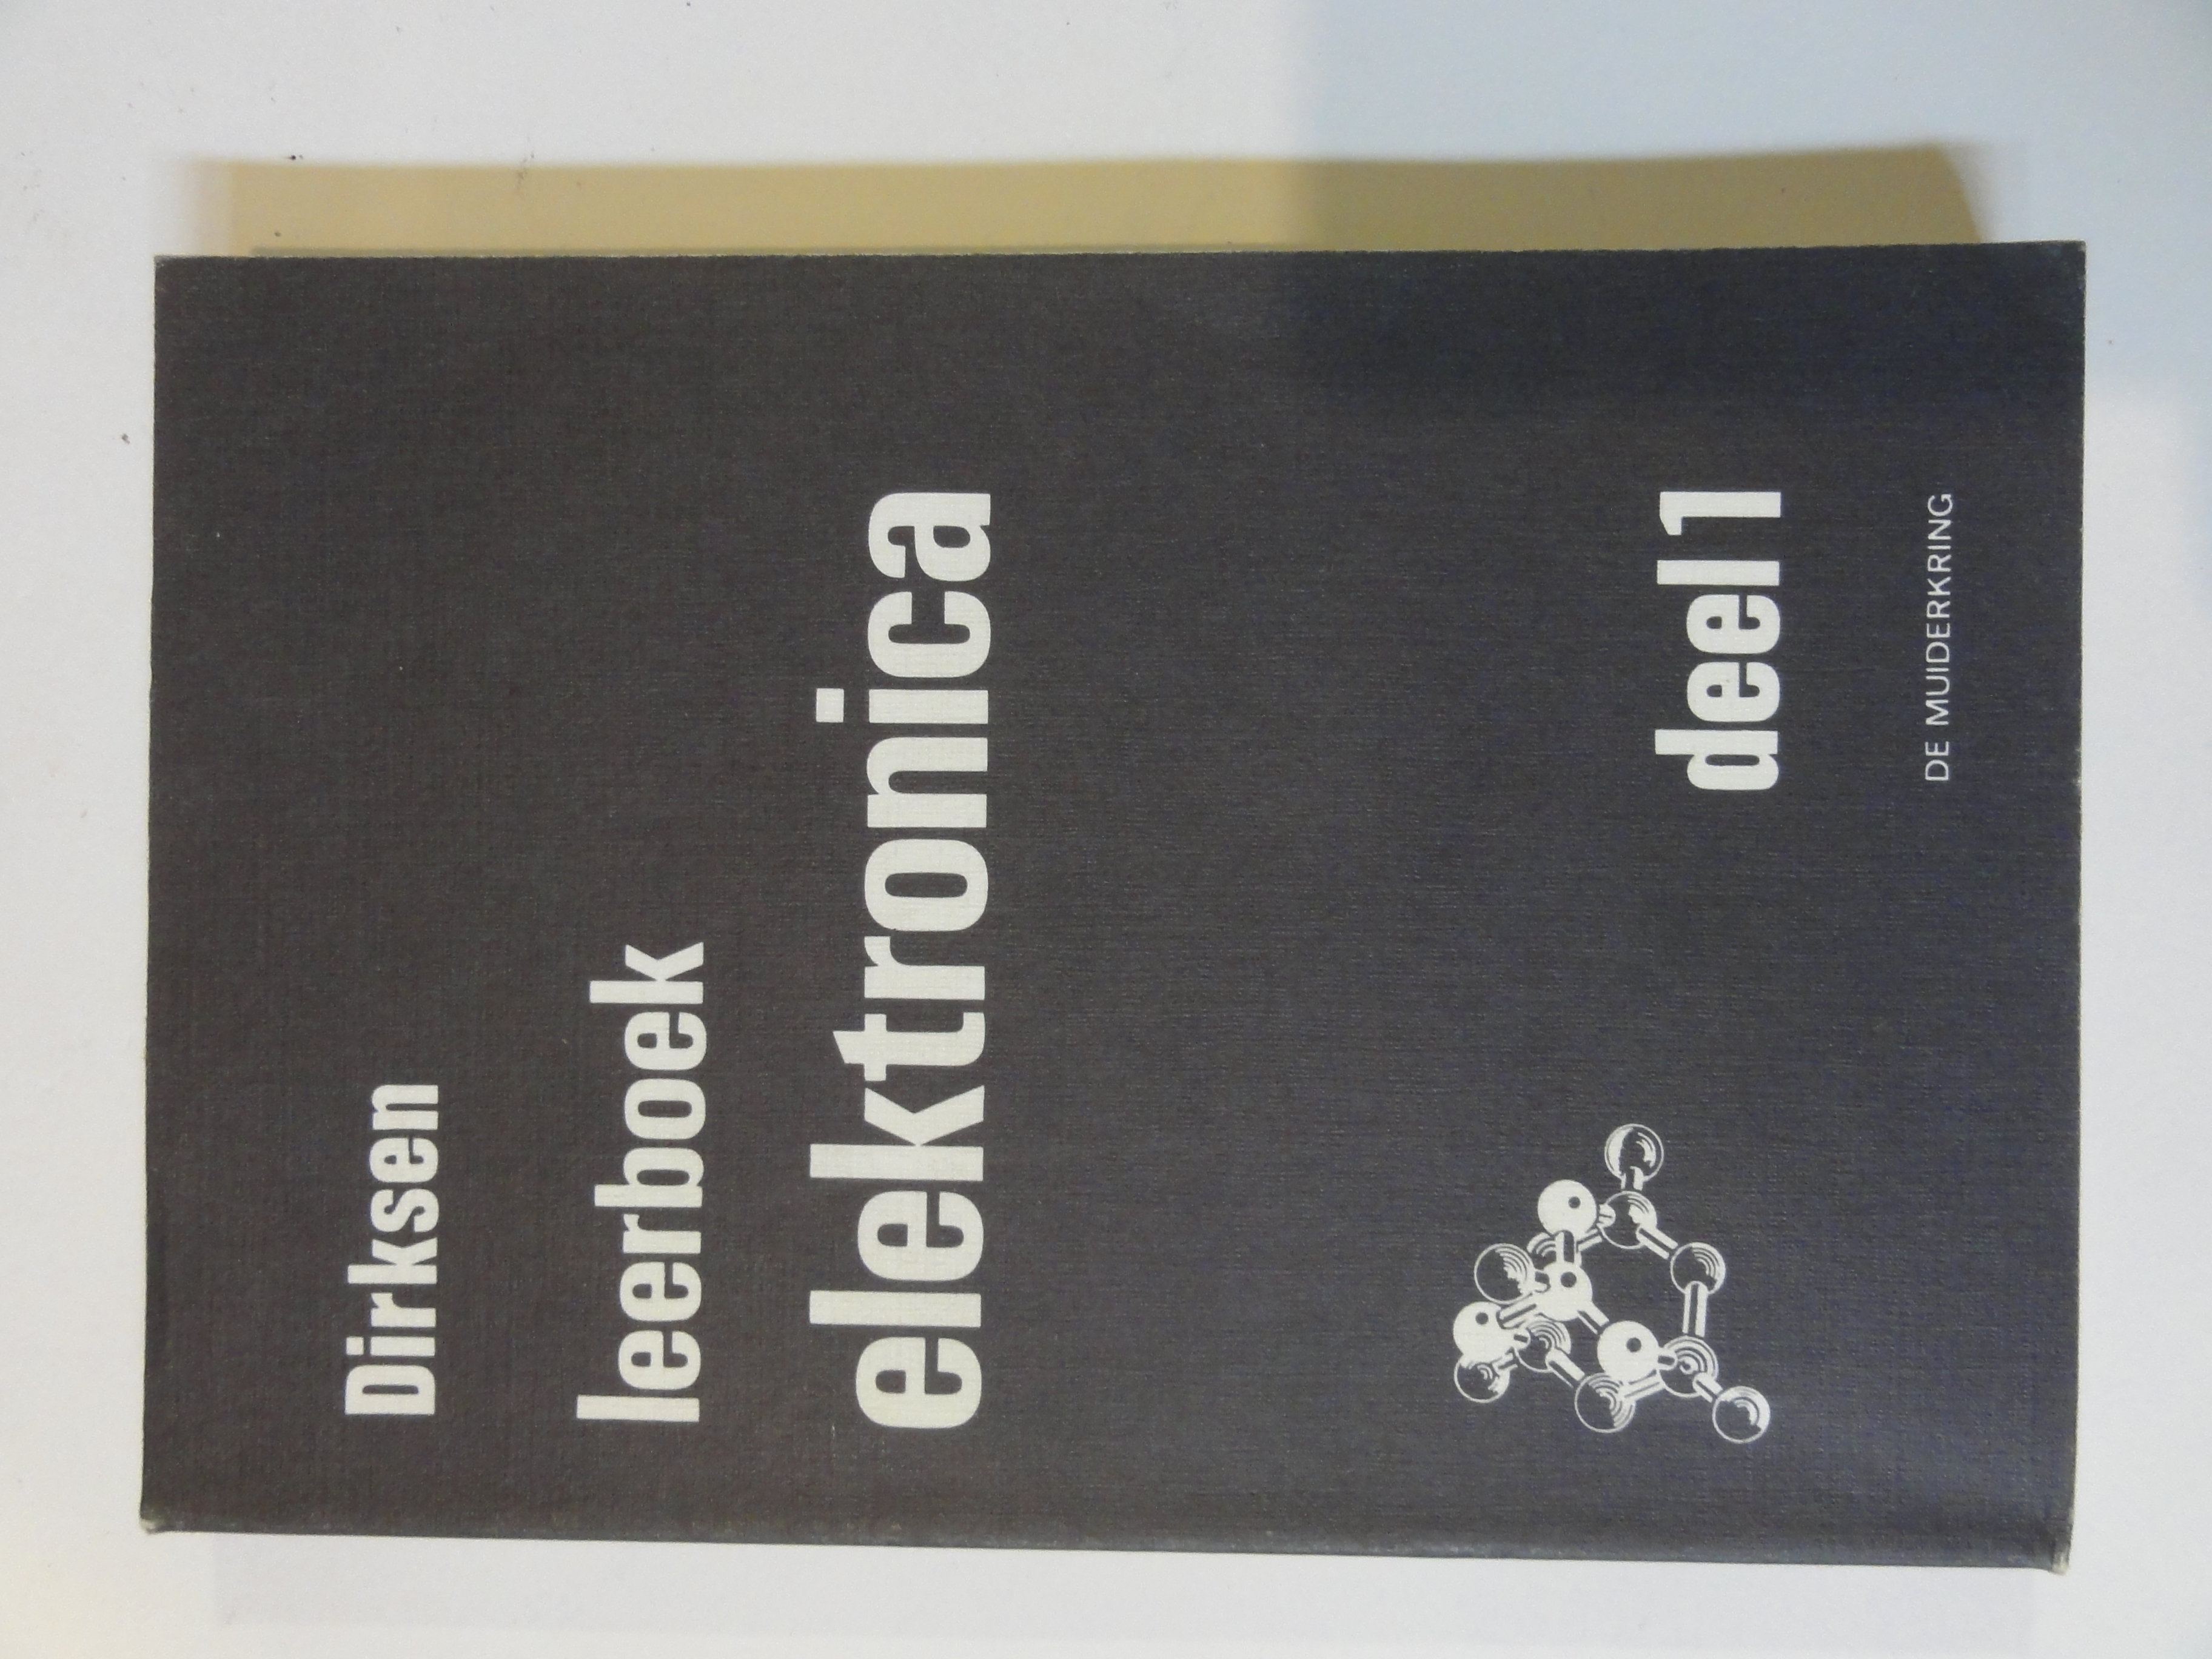 Dirksen
leerboek
elektronica
deel 1
DE MUIDERKRING